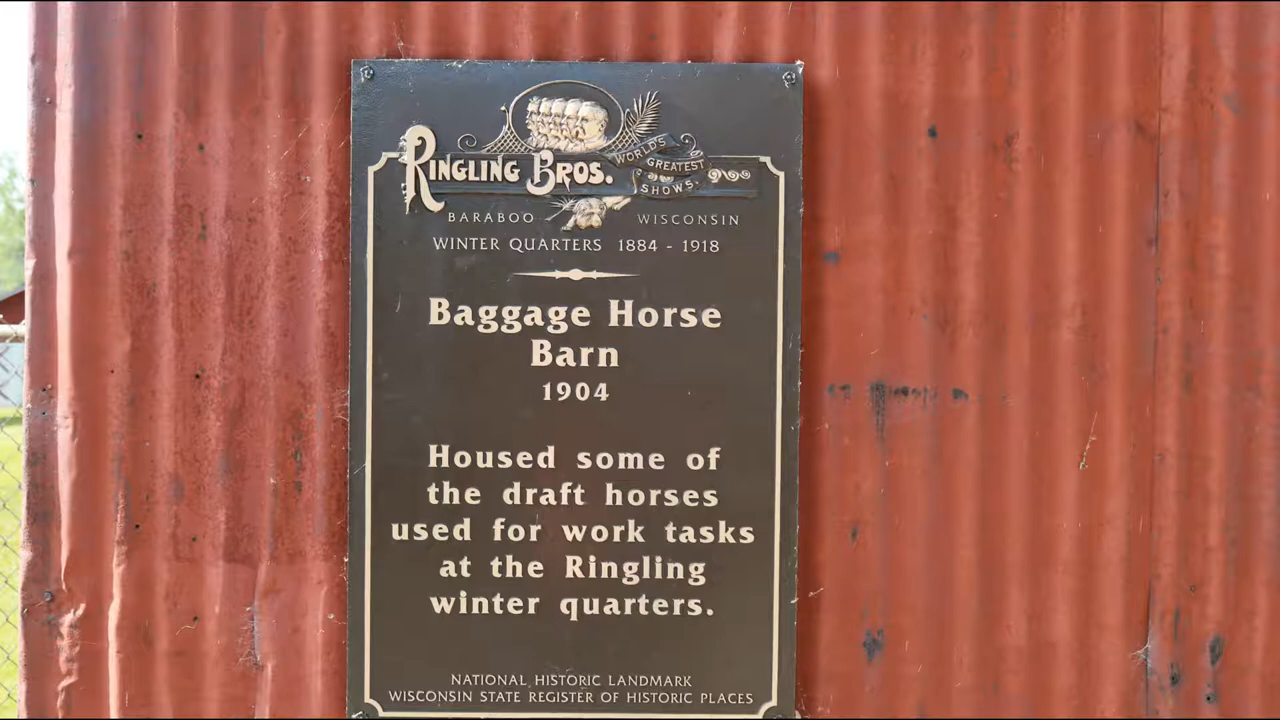 RINGLING BROS. WORLD'S GREATEST SHOWS.
BARABOO WISCONSIN
WINTER QUARTERS 1884 - 1918
Baggage Horse
Barn
1904
Housed some of
the draft horses
used for work tasks
at the Ringling
winter quarters.
NATIONAL HISTORIC LANDMARK
WISCONSIN STATE REGISTER OF HISTORIC PLACES